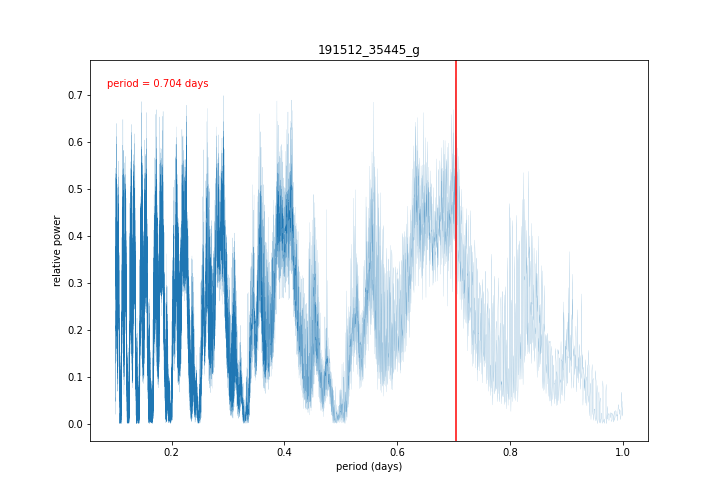 191512_35445_g
period = 0.704 days
relative power
0.7
0.6
0.5
0.4
0.3
0.2
0.1
0.0
0.2 0.4 0.6 0.8 1.0
period (days)